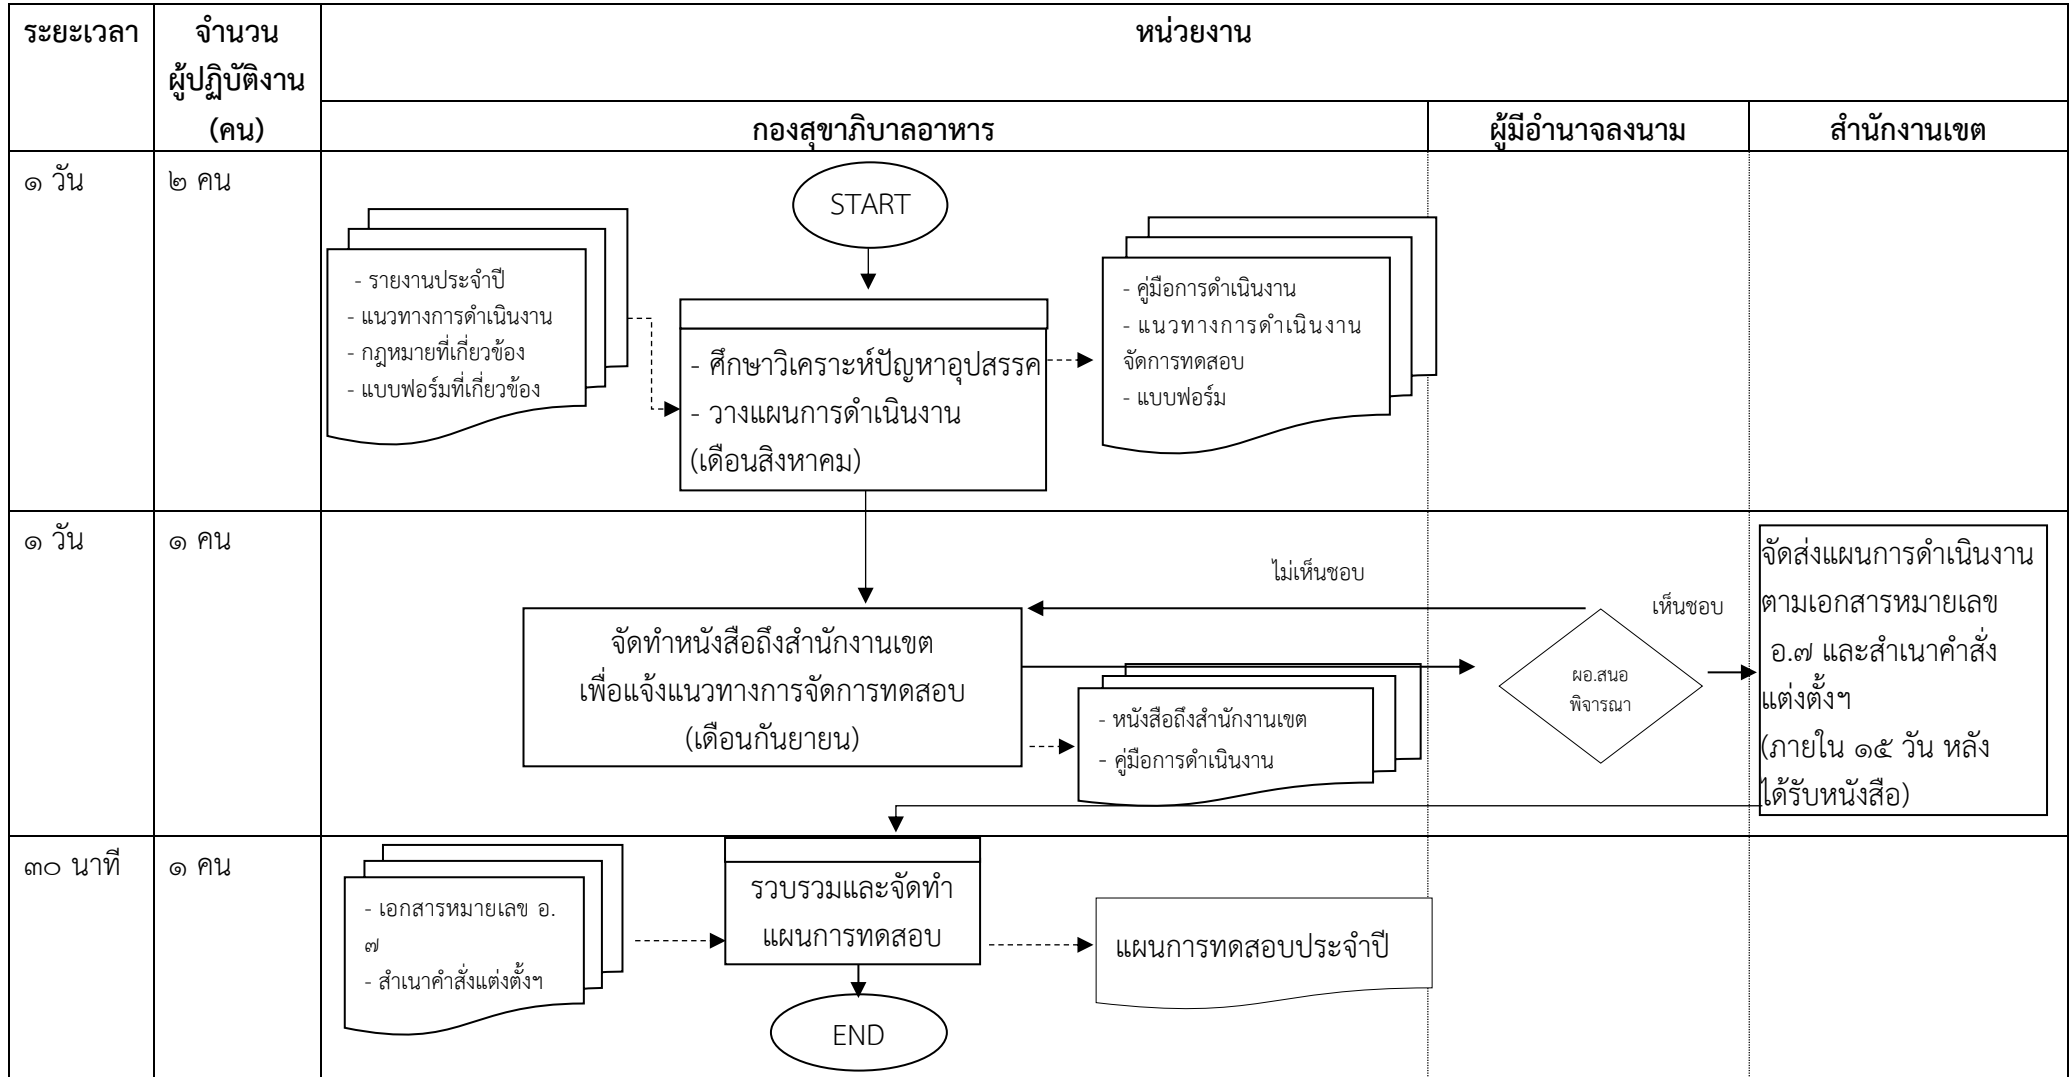 ระยะเวลา
จำนวน
ผู้ปฏิบัติงาน
(คน)
หน่วยงาน
กองสุขาภิบาลอาหาร
ผู้มีอำนาจลงนาม
สำนักงานเขต
๑ วัน
๒ คน
START
- รายงานประจำปี
- แนวทางการดำเนินงาน
- กฎหมายที่เกี่ยวข้อง
- แบบฟอร์มที่เกี่ยวข้อง
- ศึกษาวิเคราะห์ปัญหาอุปสรรค
- วางแผนการดำเนินงาน
(เดือนสิงหาคม)
- คู่มือการดำเนินงาน
- แนวทางการดำเนินงาน
จัดการทดสอบ
- แบบฟอร์ม
๑ วัน
๑ คน
จัดทำหนังสือถึงสำนักงานเขต
เพื่อแจ้งแนวทางการจัดการทดสอบ
(เดือนกันยายน)
ไม่เห็นชอบ
- หนังสือถึงสำนักงานเขต
- คู่มือการดำเนินงาน
ผอ.สนอ
พิจารณา
เห็นชอบ
จัดส่งแผนการดำเนินงาน
ตามเอกสารหมายเลข
อ.๗ และสำเนาคำสั่ง
แต่งตั้งฯ
(ภายใน ๑๕ วัน หลัง
ได้รับหนังสือ)
๓๐ นาที
๑ คน
- เอกสารหมายเลข อ.
๗
- สำเนาคำสั่งแต่งตั้งฯ
รวบรวมและจัดทำ
แผนการทดสอบ
แผนการทดสอบประจำปี
END